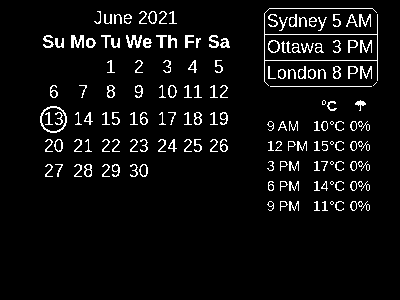 June 2021
Su Mo Tu We Th Fr Sa
1 2 3 4 5
6 7 8 9 10 11 12
13 14 15 16 17 18 19
20 21 22 23 24 25 26
27 28 29 30
Sydney 5 AM
Ottawa 3 PM
London 8 PM
°C ☂
9 AM 10°C 0%
12 PM 15°C 0%
3 PM 17°C 0%
6 PM 14°C 0%
9 PM 11°C 0%